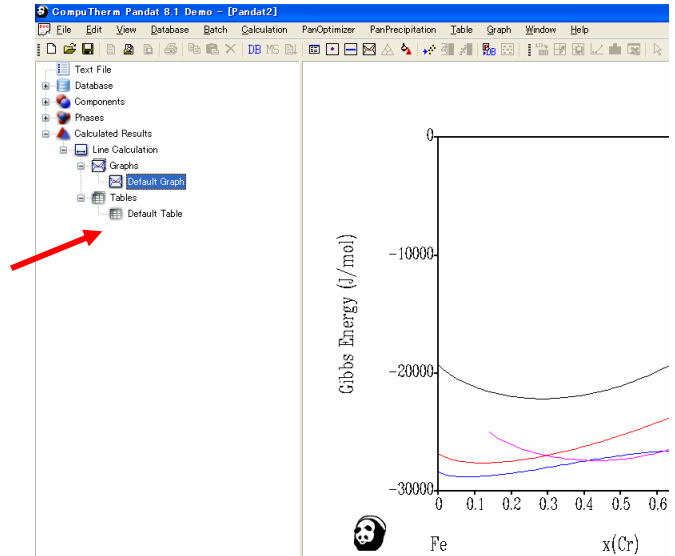 CompuTherm Pandat 8.1 Demo - [Pandat2]
File Edit View Database Batch Calculation PanOptimizer PanPrecipitation Table Graph Window Help
DB MS
Text File
Database
Components
Phases
Calculated Results
Line Calculation
Graphs
Default Graph
Tables
Default Table
Gibbs Energy (J/mol)
0
-10000
-20000
-30000
0 0.1 0.2 0.3 0.4 0.5 0.6
Fe x(Cr)